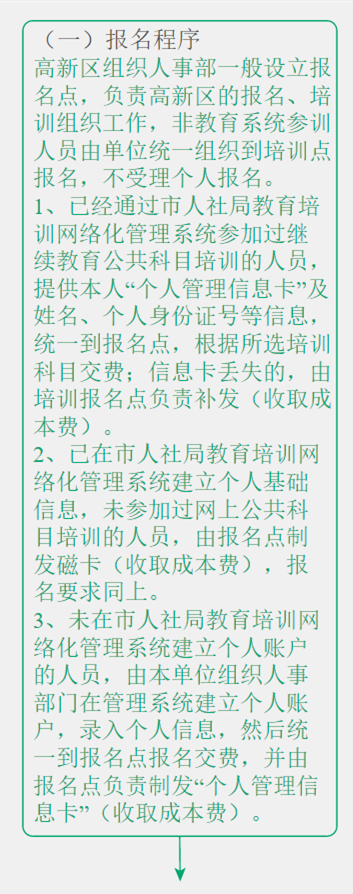 （一）报名程序
高新区组织人事部一般设立报
名点，负责高新区的报名、培
训组织工作，非教育系统参训
人员由单位统一组织到培训点
报名，不受理个人报名。
1、已经通过市人社局教育培
训网络化管理系统参加过继
续教育公共科目培训的人员，
提供本人“个人管理信息卡”及
姓名、个人身份证号等信息，
统一到报名点，根据所选培训
科目交费；信息卡丢失的，由
培训报名点负责补发（收取成
本费）。
2、已在市人社局教育培训网
络化管理系统建立个人基础
信息，未参加过网上公共科
目培训的人员，由报名点制
发磁卡（收取成本费），报
名要求同上。
3、未在市人社局教育培训网
络化管理系统建立个人账户
的人员，由本单位组织人事
部门在管理系统建立个人账
户，录入个人信息，然后统
一到报名点报名交费，并由
报名点负责制发“个人管理信
息卡”（收取成本费）。